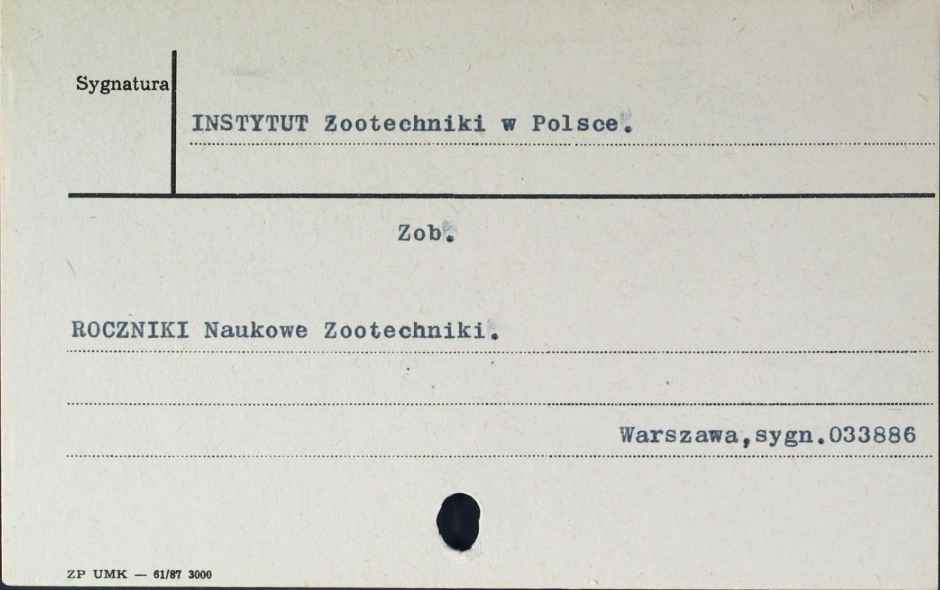 Sygnatura
INSTYTUT Zootechniki w Polsce.
Zob.
ROCZNIKI Naukowe Zootechniki.
Warszawa,sygn.033886
ZP UMK — 61/87 3000